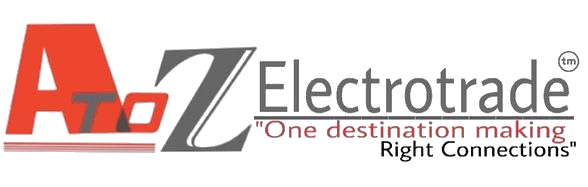 A TO Z Electrotrade tm
"One destination making
Right Connections"